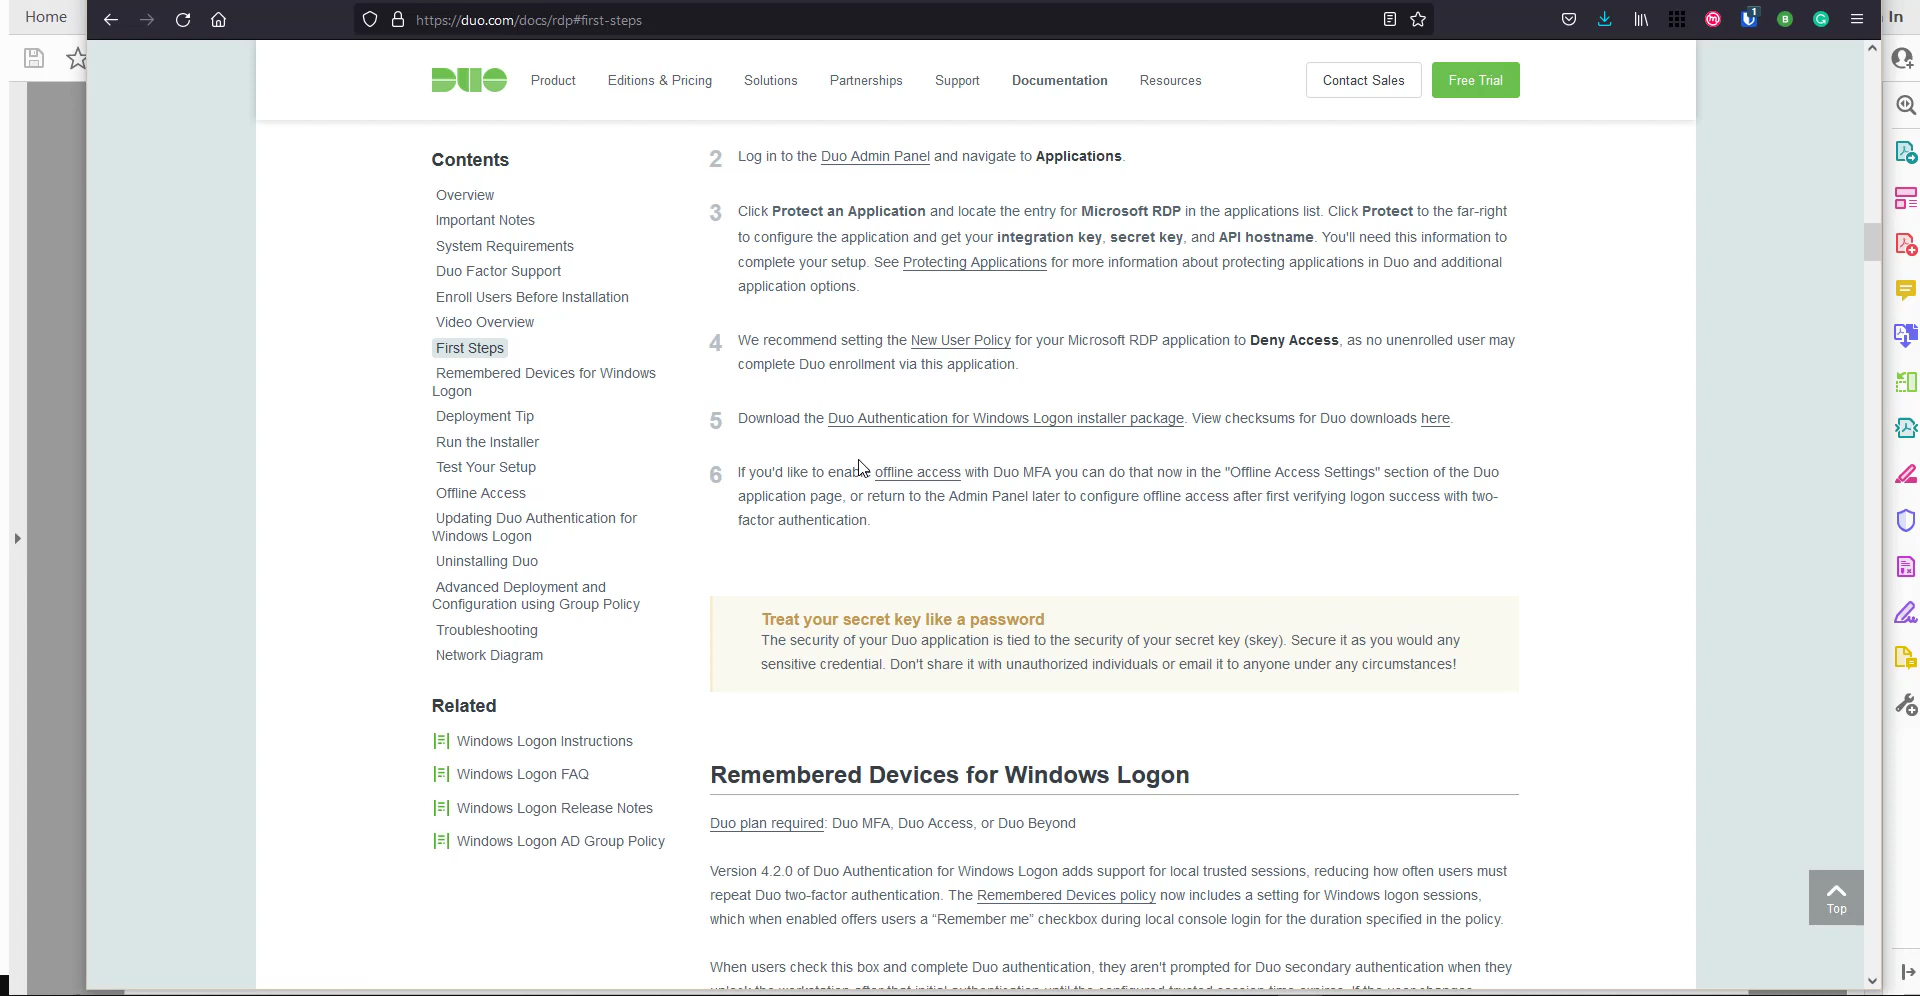 Home
https://duo.com/docs/rdp#first-steps
1
In
DUO
Product
Editions & Pricing
Solutions
Partnerships
Support
Documentation
Resources
Contact Sales
Free Trial
Contents
Overview
Important Notes
System Requirements
Duo Factor Support
Enroll Users Before Installation
Video Overview
First Steps
Remembered Devices for Windows
Logon
Deployment Tip
Run the Installer
Test Your Setup
Offline Access
Updating Duo Authentication for
Windows Logon
Uninstalling Duo
Advanced Deployment and
Configuration using Group Policy
Troubleshooting
Network Diagram
Related
Windows Logon Instructions
Windows Logon FAQ
Windows Logon Release Notes
Windows Logon AD Group Policy
2 Log in to the Duo Admin Panel and navigate to Applications.
3 Click Protect an Application and locate the entry for Microsoft RDP in the applications list. Click Protect to the far-right
to configure the application and get your integration key, secret key, and API hostname. You'll need this information to
complete your setup. See Protecting Applications for more information about protecting applications in Duo and additional
application options.
4 We recommend setting the New User Policy for your Microsoft RDP application to Deny Access, as no unenrolled user may
complete Duo enrollment via this application.
5 Download the Duo Authentication for Windows Logon installer package. View checksums for Duo downloads here.
6 If you'd like to enable offline access with Duo MFA you can do that now in the "Offline Access Settings" section of the Duo
application page, or return to the Admin Panel later to configure offline access after first verifying logon success with two-
factor authentication.
Treat your secret key like a password
The security of your Duo application is tied to the security of your secret key (skey). Secure it as you would any
sensitive credential. Don't share it with unauthorized individuals or email it to anyone under any circumstances!
Remembered Devices for Windows Logon
Duo plan required: Duo MFA, Duo Access, or Duo Beyond
Version 4.2.0 of Duo Authentication for Windows Logon adds support for local trusted sessions, reducing how often users must
repeat Duo two-factor authentication. The Remembered Devices policy now includes a setting for Windows logon sessions,
which when enabled offers users a “Remember me” checkbox during local console login for the duration specified in the policy.
When users check this box and complete Duo authentication, they aren't prompted for Duo secondary authentication when they
Top